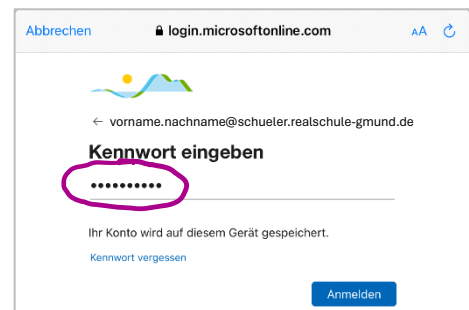 Abbrechen login.microsoftonline.com AA
← vorname.nachname@schueler.realschule-gmund.de
Kennwort eingeben
••••••••••
Ihr Konto wird auf diesem Gerät gespeichert.
Kennwort vergessen
Anmelden